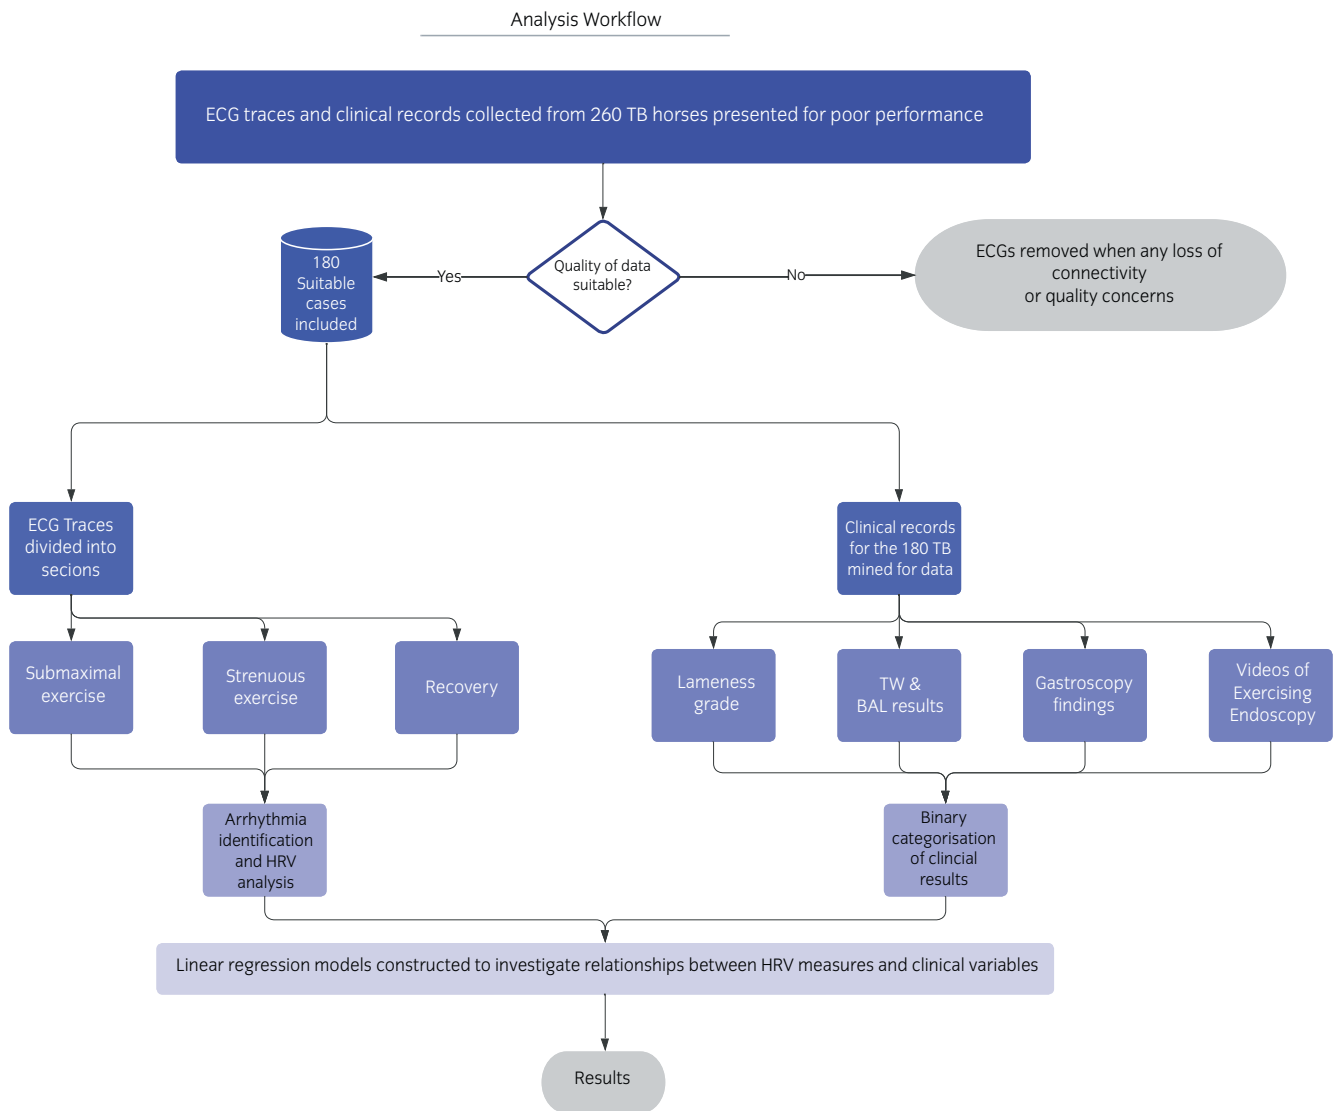 Analysis Workflow
ECG traces and clinical records collected from 260 TB horses presented for poor performance
180
Suitable
cases
included
Yes
Quality of data
suitable?
No
ECGs removed when any loss of
connectivity
or quality concerns
ECG Traces
divided into
secions
Clinical records
for the 180 TB
mined for data
Submaximal
exercise
Strenuous
exercise
Recovery
Lameness
grade
TW &
BAL results
Gastroscopy
findings
Videos of
Exercising
Endoscopy
Arrhythmia
identification
and HRV
analysis
Binary
categorisation
of clincial
results
Linear regression models constructed to investigate relationships between HRV measures and clinical variables
Results